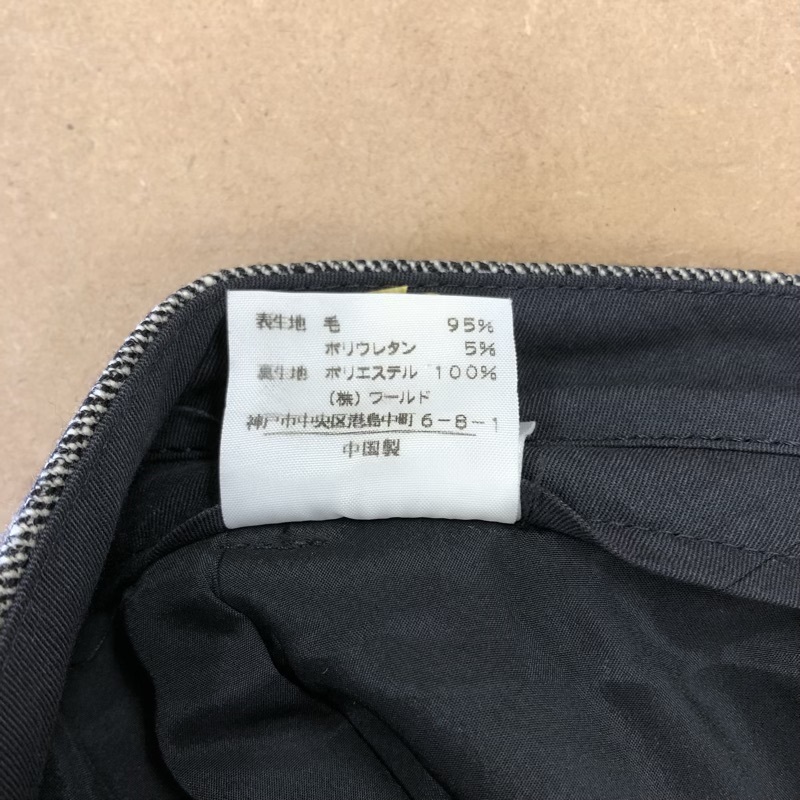 表生地 毛 95%
ポリウレタン 5%
裏生地 ポリエステル 100%
(株)ワールド
神戸市中央区港島中町6-8-1
中国製